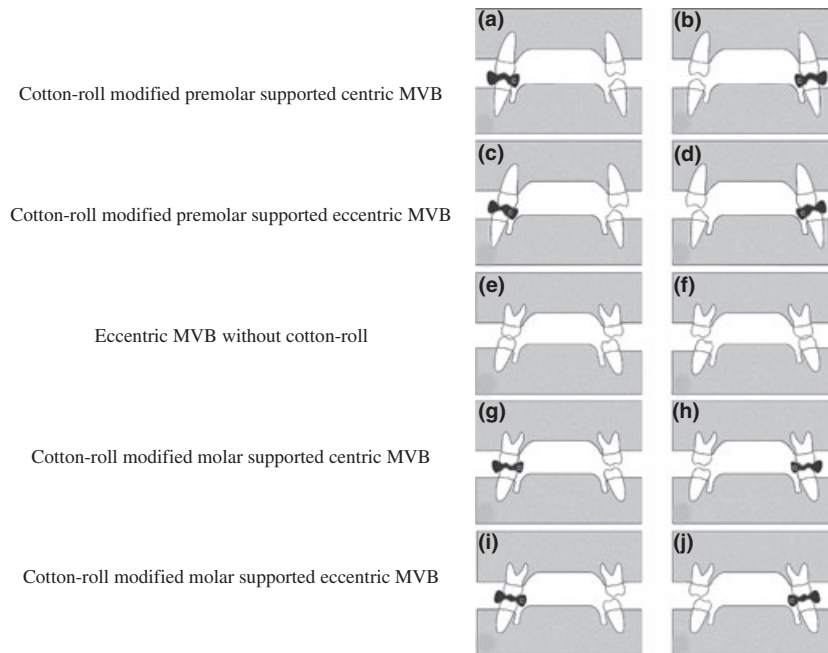 (a) (b)
Cotton-roll modified premolar supported centric MVB
(c) (d)
Cotton-roll modified premolar supported eccentric MVB
(e) (f)
Eccentric MVB without cotton-roll
(g) (h)
Cotton-roll modified molar supported centric MVB
(i) (j)
Cotton-roll modified molar supported eccentric MVB